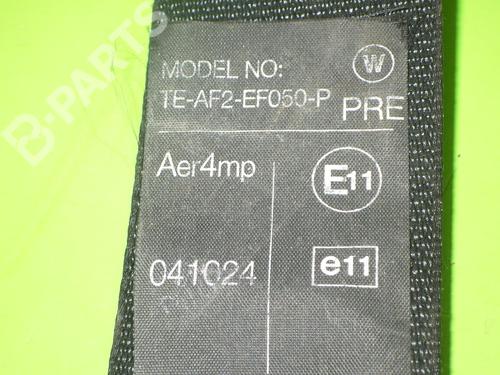 B-PARTS
MODEL NO: W
TE-AF2-EF050-P PRE
Aer4mp E11
041024 e11